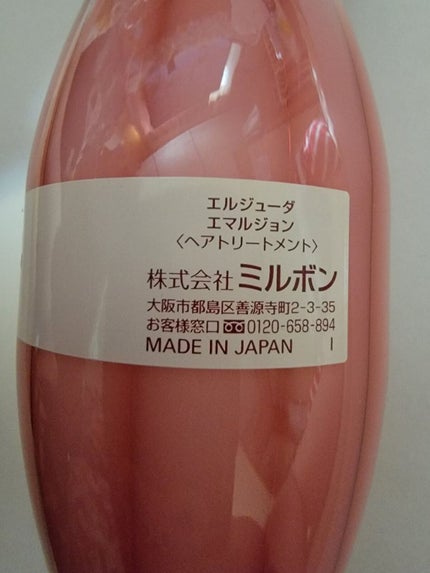 エルジューダ
エマルジョン
〈ヘアトリートメント〉
株式会社 ミルボン
大阪市都島区善源寺町2-3-35
お客様窓口 0120-658-894
MADE IN JAPAN I